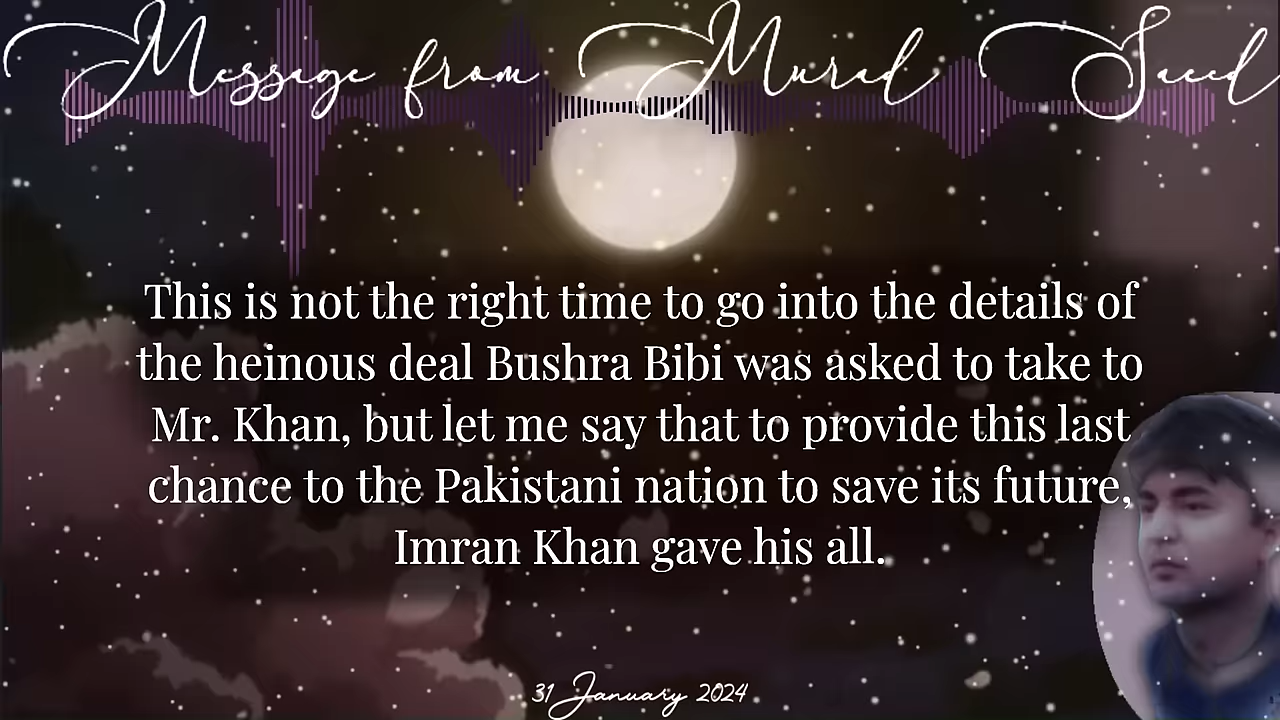 Message from Murad Saeed
This is not the right time to go into the details of
the heinous deal Bushra Bibi was asked to take to
Mr. Khan, but let me say that to provide this last
chance to the Pakistani nation to save its future,
Imran Khan gave his all.
31 January 2024